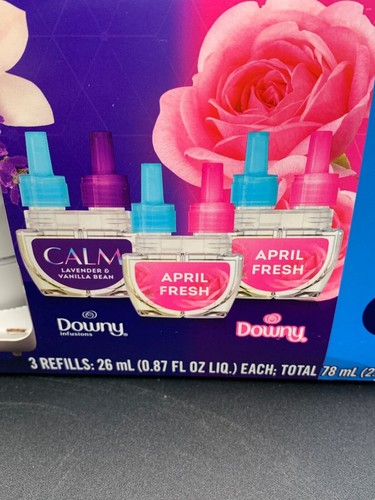 CALM
LAVENDER &
VANILLA BEAN
APRIL
FRESH
APRIL
FRESH
Downy
Infusions
Downy
3 REFILLS: 26 mL (0.87 FL OZ LIQ.) EACH; TOTAL 78 mL